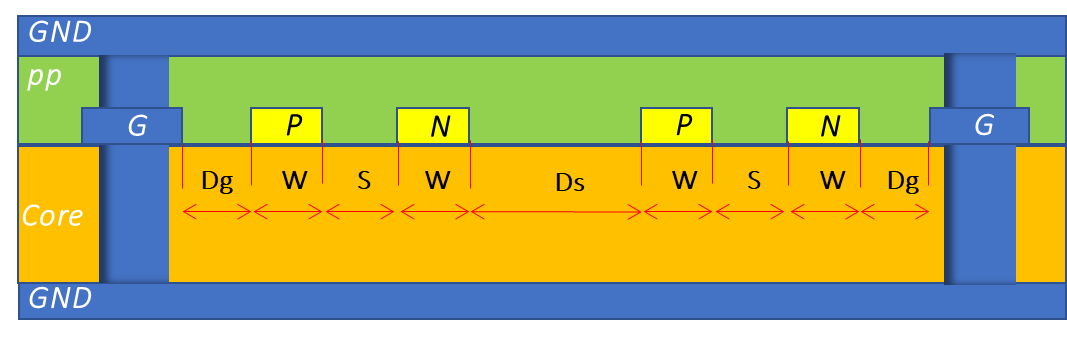 GND
pp
G P N P N G
Dg W S W Ds W S W Dg
Core
GND